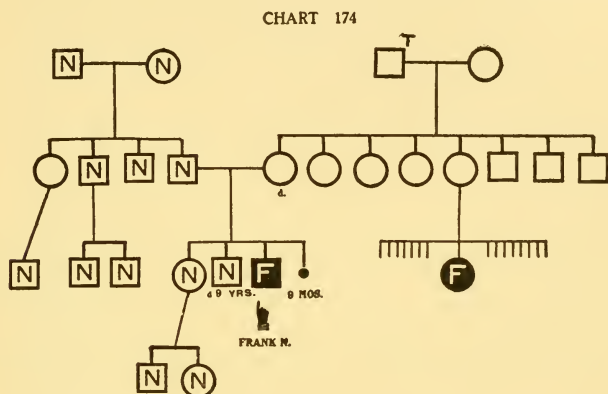 CHART 174
T
N N
N N N
d.
N N N N N F F
d 9 YRS. 9 MOS.
FRANK N.
N N